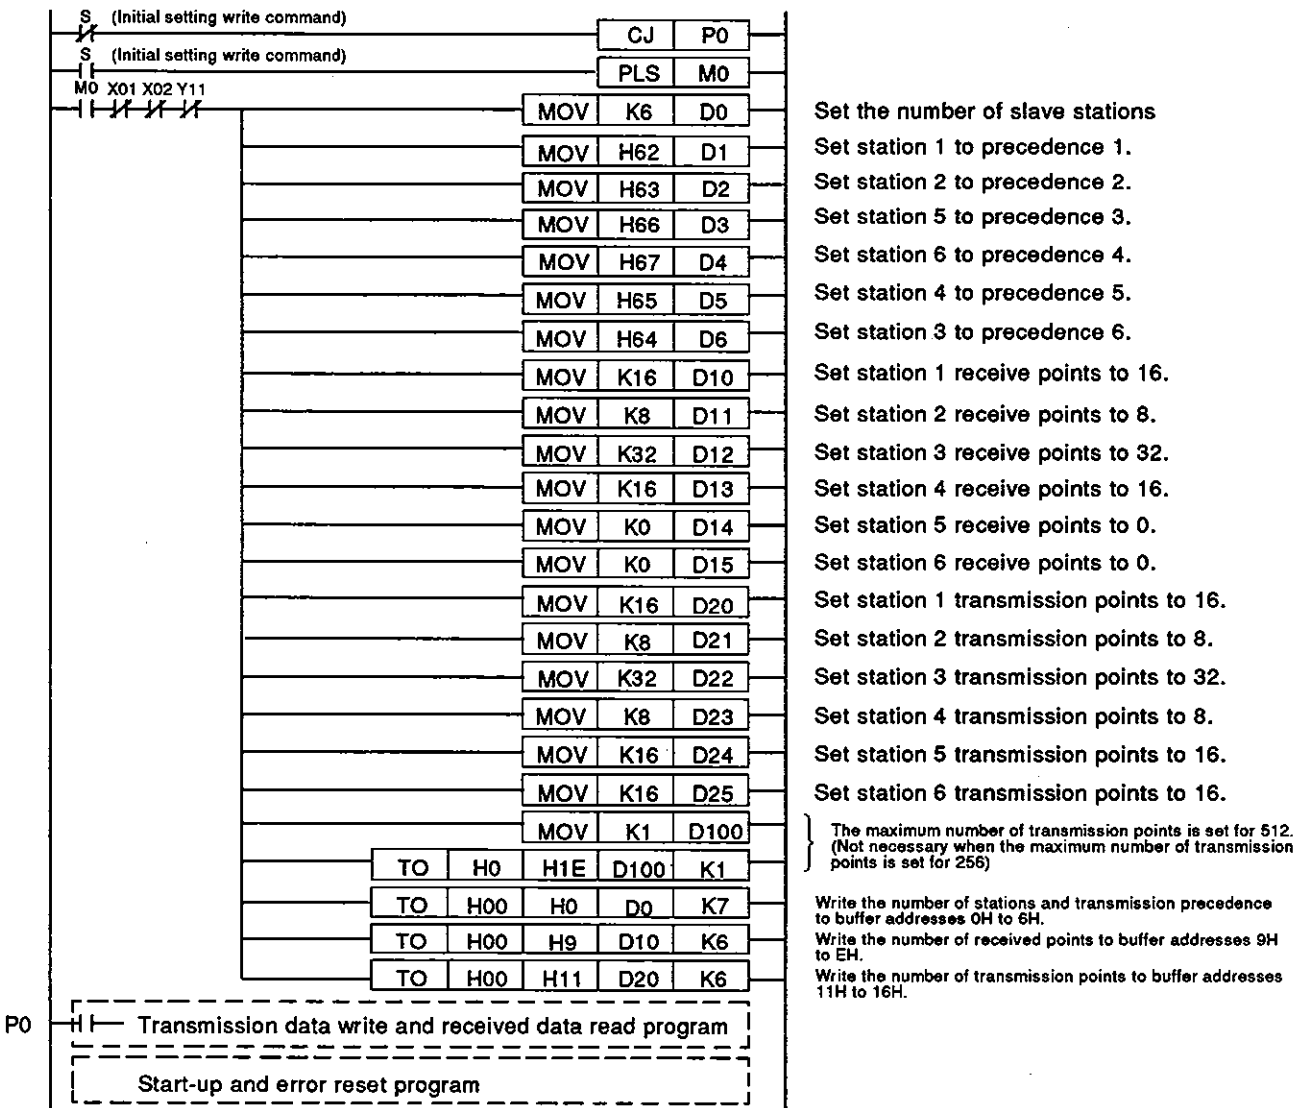 S (Initial setting write command)
CJ P0
S (Initial setting write command)
PLS M0
M0 X01 X02 Y11
MOV K6 D0 Set the number of slave stations
MOV H62 D1 Set station 1 to precedence 1.
MOV H63 D2 Set station 2 to precedence 2.
MOV H66 D3 Set station 5 to precedence 3.
MOV H67 D4 Set station 6 to precedence 4.
MOV H65 D5 Set station 4 to precedence 5.
MOV H64 D6 Set station 3 to precedence 6.
MOV K16 D10 Set station 1 receive points to 16.
MOV K8 D11 Set station 2 receive points to 8.
MOV K32 D12 Set station 3 receive points to 32.
MOV K16 D13 Set station 4 receive points to 16.
MOV K0 D14 Set station 5 receive points to 0.
MOV K0 D15 Set station 6 receive points to 0.
MOV K16 D20 Set station 1 transmission points to 16.
MOV K8 D21 Set station 2 transmission points to 8.
MOV K32 D22 Set station 3 transmission points to 32.
MOV K8 D23 Set station 4 transmission points to 8.
MOV K16 D24 Set station 5 transmission points to 16.
MOV K16 D25 Set station 6 transmission points to 16.
MOV K1 D100
TO H0 H1E D100 K1
The maximum number of transmission points is set for 512.
(Not necessary when the maximum number of transmission
points is set for 256)
TO H00 H0 D0 K7
Write the number of stations and transmission precedence
to buffer addresses 0H to 6H.
TO H00 H9 D10 K6
Write the number of received points to buffer addresses 9H
to EH.
TO H00 H11 D20 K6
Write the number of transmission points to buffer addresses
11H to 16H.
P0 Transmission data write and received data read program
Start-up and error reset program